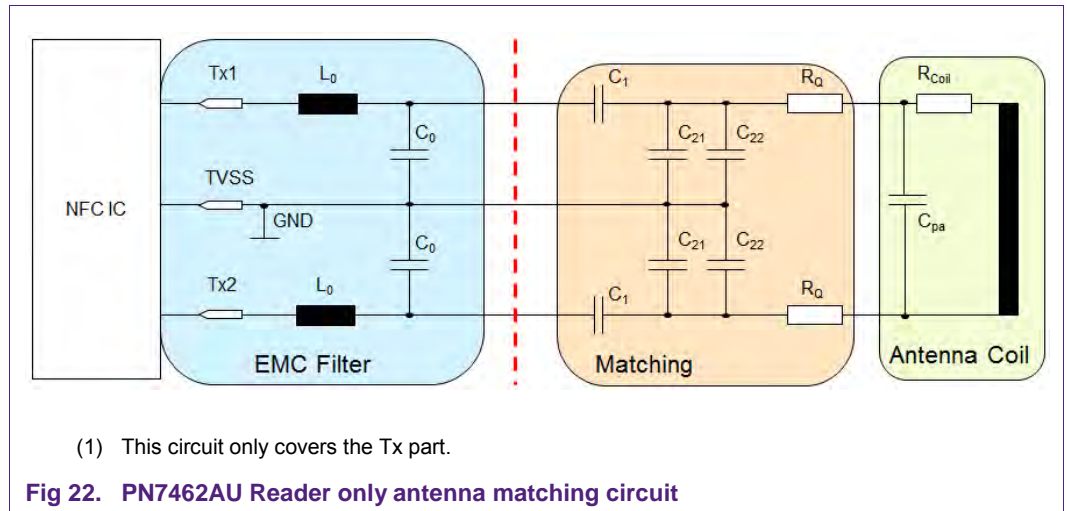 Tx1
L0
C1
RQ
RCoil
C0
C21
C22
TVSS
NFC IC
GND
Cpa
C0
C21
C22
Tx2
L0
C1
RQ
EMC Filter
Matching
Antenna Coil
(1) This circuit only covers the Tx part.
Fig 22. PN7462AU Reader only antenna matching circuit